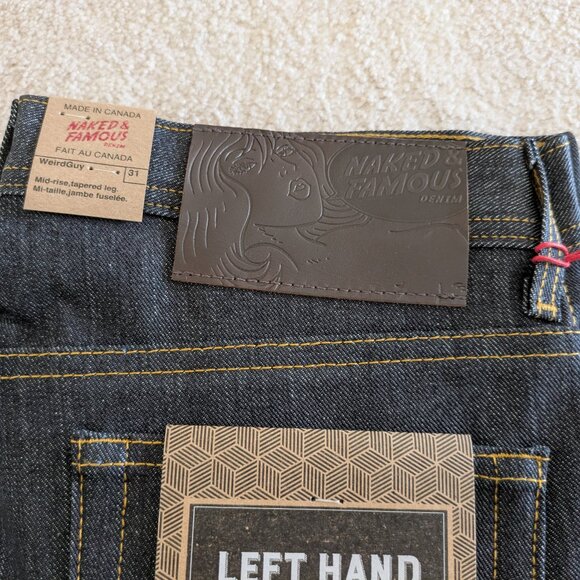 MADE IN CANADA
NAKED &
FAMOUS
DENIM
FAIT AU CANADA
WeirdGuy 31
Mid-rise,tapered leg.
Mi-taille,jambe fuselée.
NAKED &
FAMOUS
DENIM
LEFT HAND